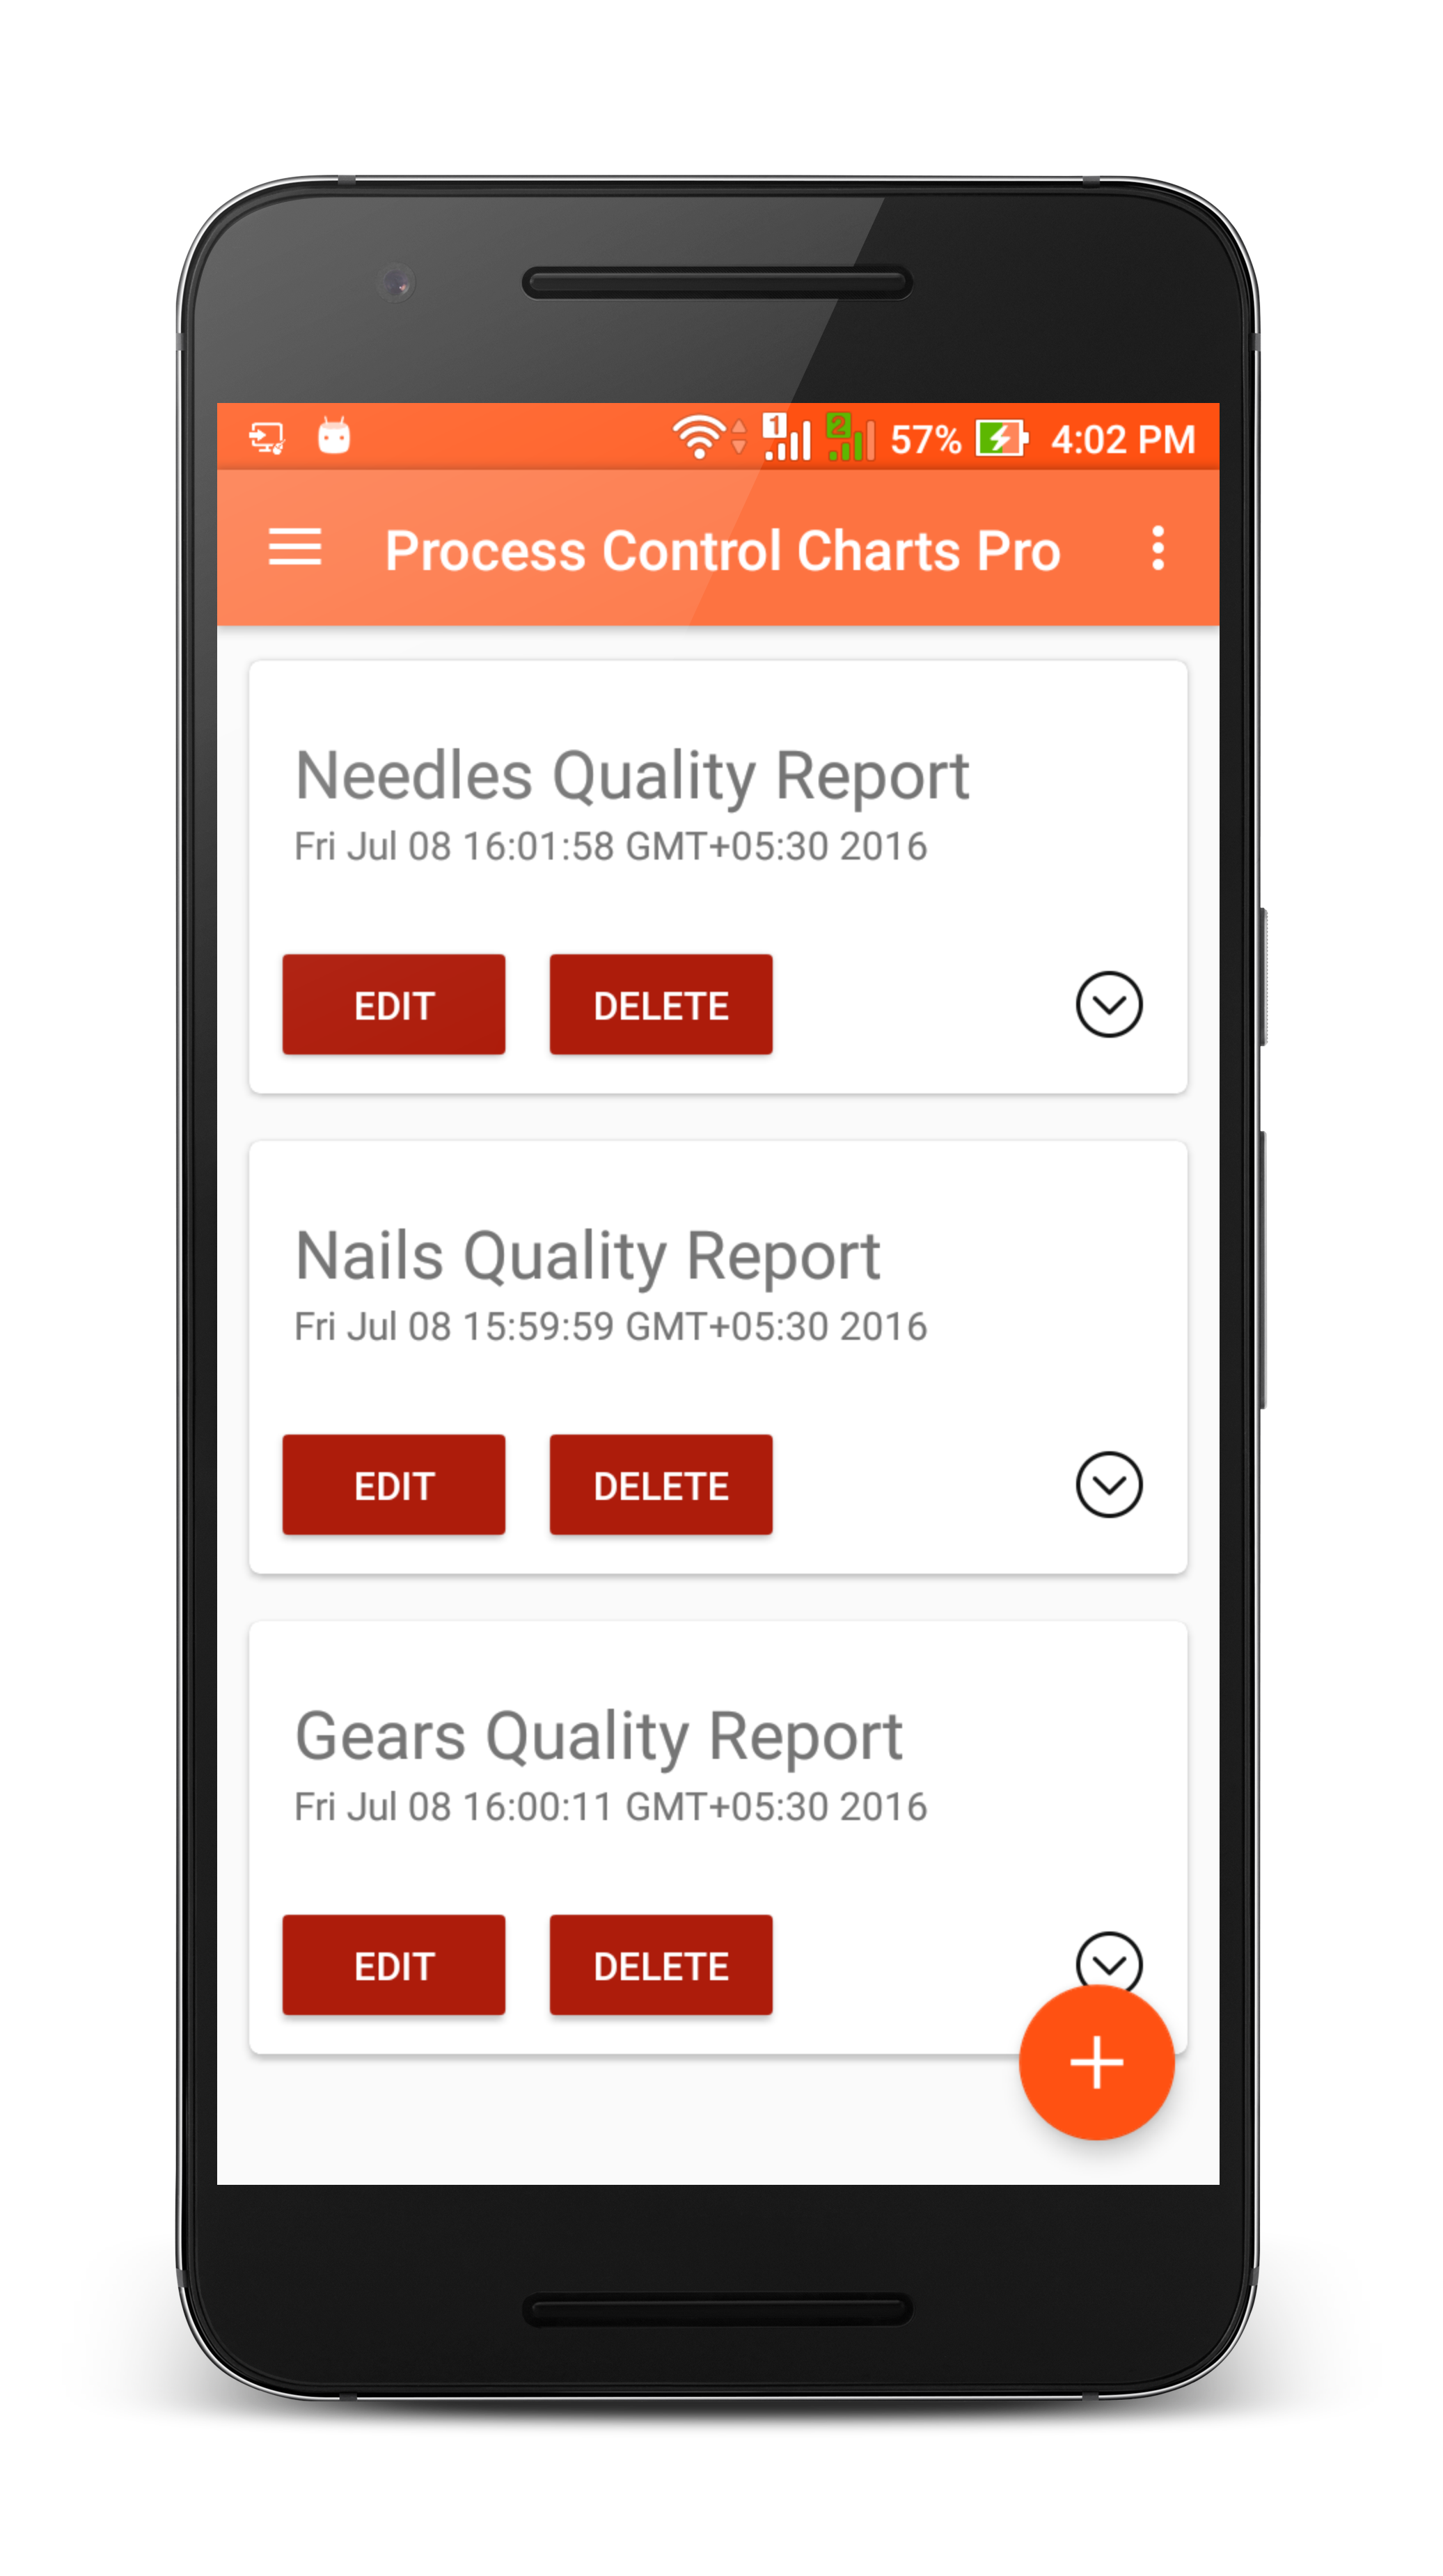 1 2 57% 4:02 PM
Process Control Charts Pro
Needles Quality Report
Fri Jul 08 16:01:58 GMT+05:30 2016
EDIT DELETE
Nails Quality Report
Fri Jul 08 15:59:59 GMT+05:30 2016
EDIT DELETE
Gears Quality Report
Fri Jul 08 16:00:11 GMT+05:30 2016
EDIT DELETE